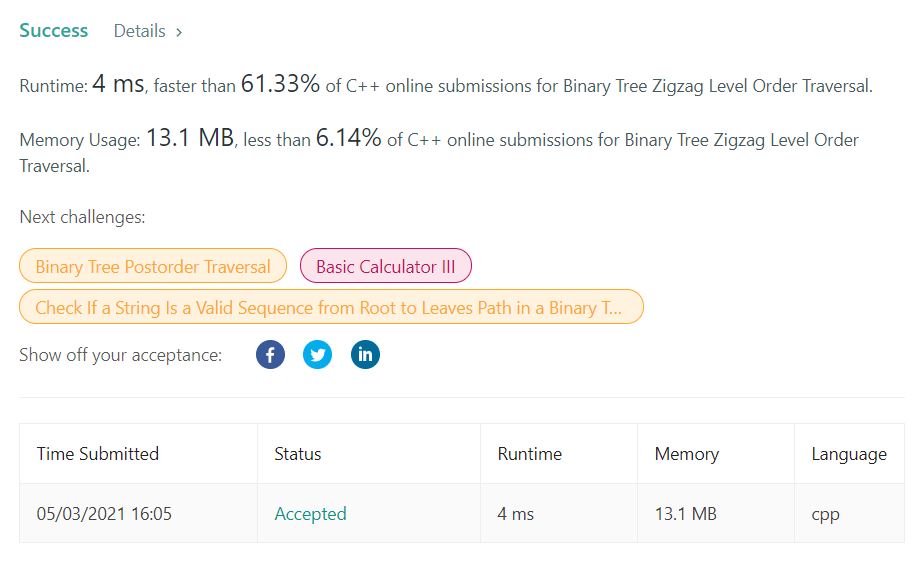 Success Details >
Runtime: 4 ms, faster than 61.33% of C++ online submissions for Binary Tree Zigzag Level Order Traversal.
Memory Usage: 13.1 MB, less than 6.14% of C++ online submissions for Binary Tree Zigzag Level Order
Traversal.
Next challenges:
Binary Tree Postorder Traversal Basic Calculator III
Check If a String Is a Valid Sequence from Root to Leaves Path in a Binary T...
Show off your acceptance: f in
Time Submitted Status Runtime Memory Language
05/03/2021 16:05 Accepted 4 ms 13.1 MB cpp